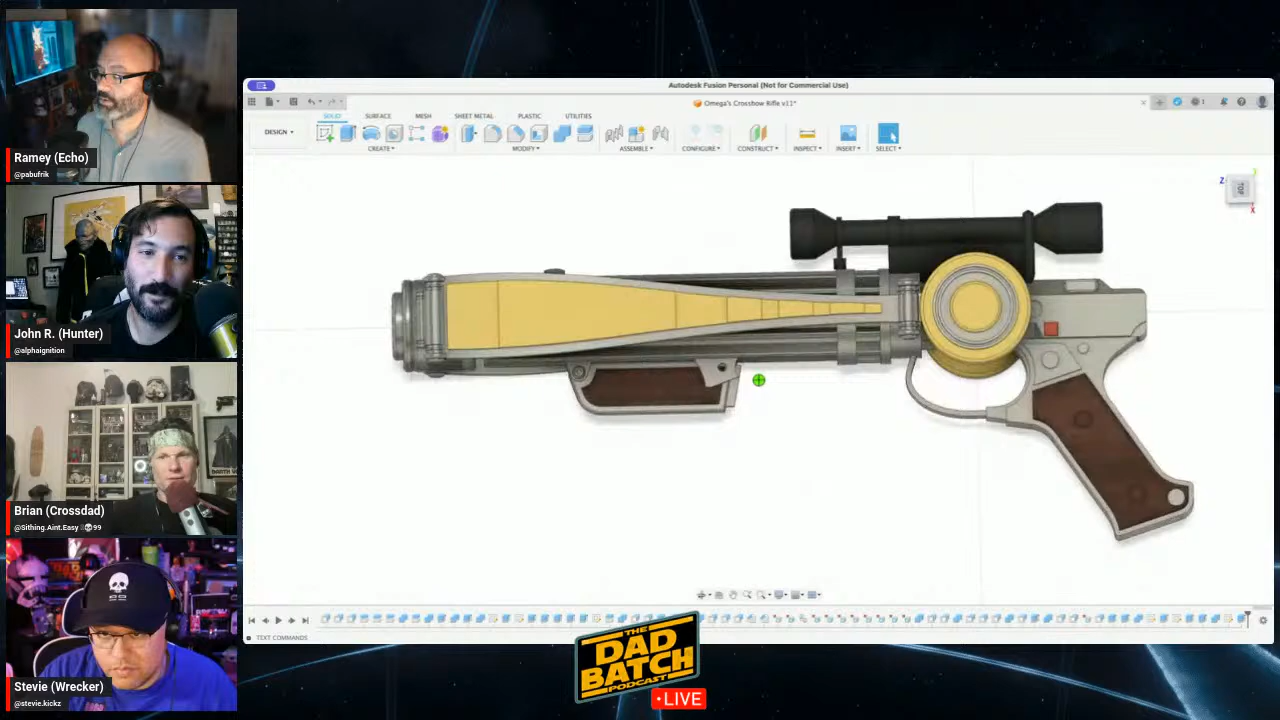 Ramey (Echo)
@pabufrik
John R. (Hunter)
@alphaignition
Brian (Crossdad)
@Sithing.Aint.Easy 99
Stevie (Wrecker)
@stevie.kickz
Autodesk Fusion Personal (Not for Commercial Use)
Omega's Crosbow Rifle v11*
SOLID SURFACE MESH SHEET METAL PLASTIC UTILITIES
DESIGN
CREATE MODIFY ASSEMBLE CONFIGURE CONSTRUCT INSPECT INSERT SELECT
Z
TOP
X
TEXT COMMANDS
THE
DAD
BATCH
PODCAST
LIVE